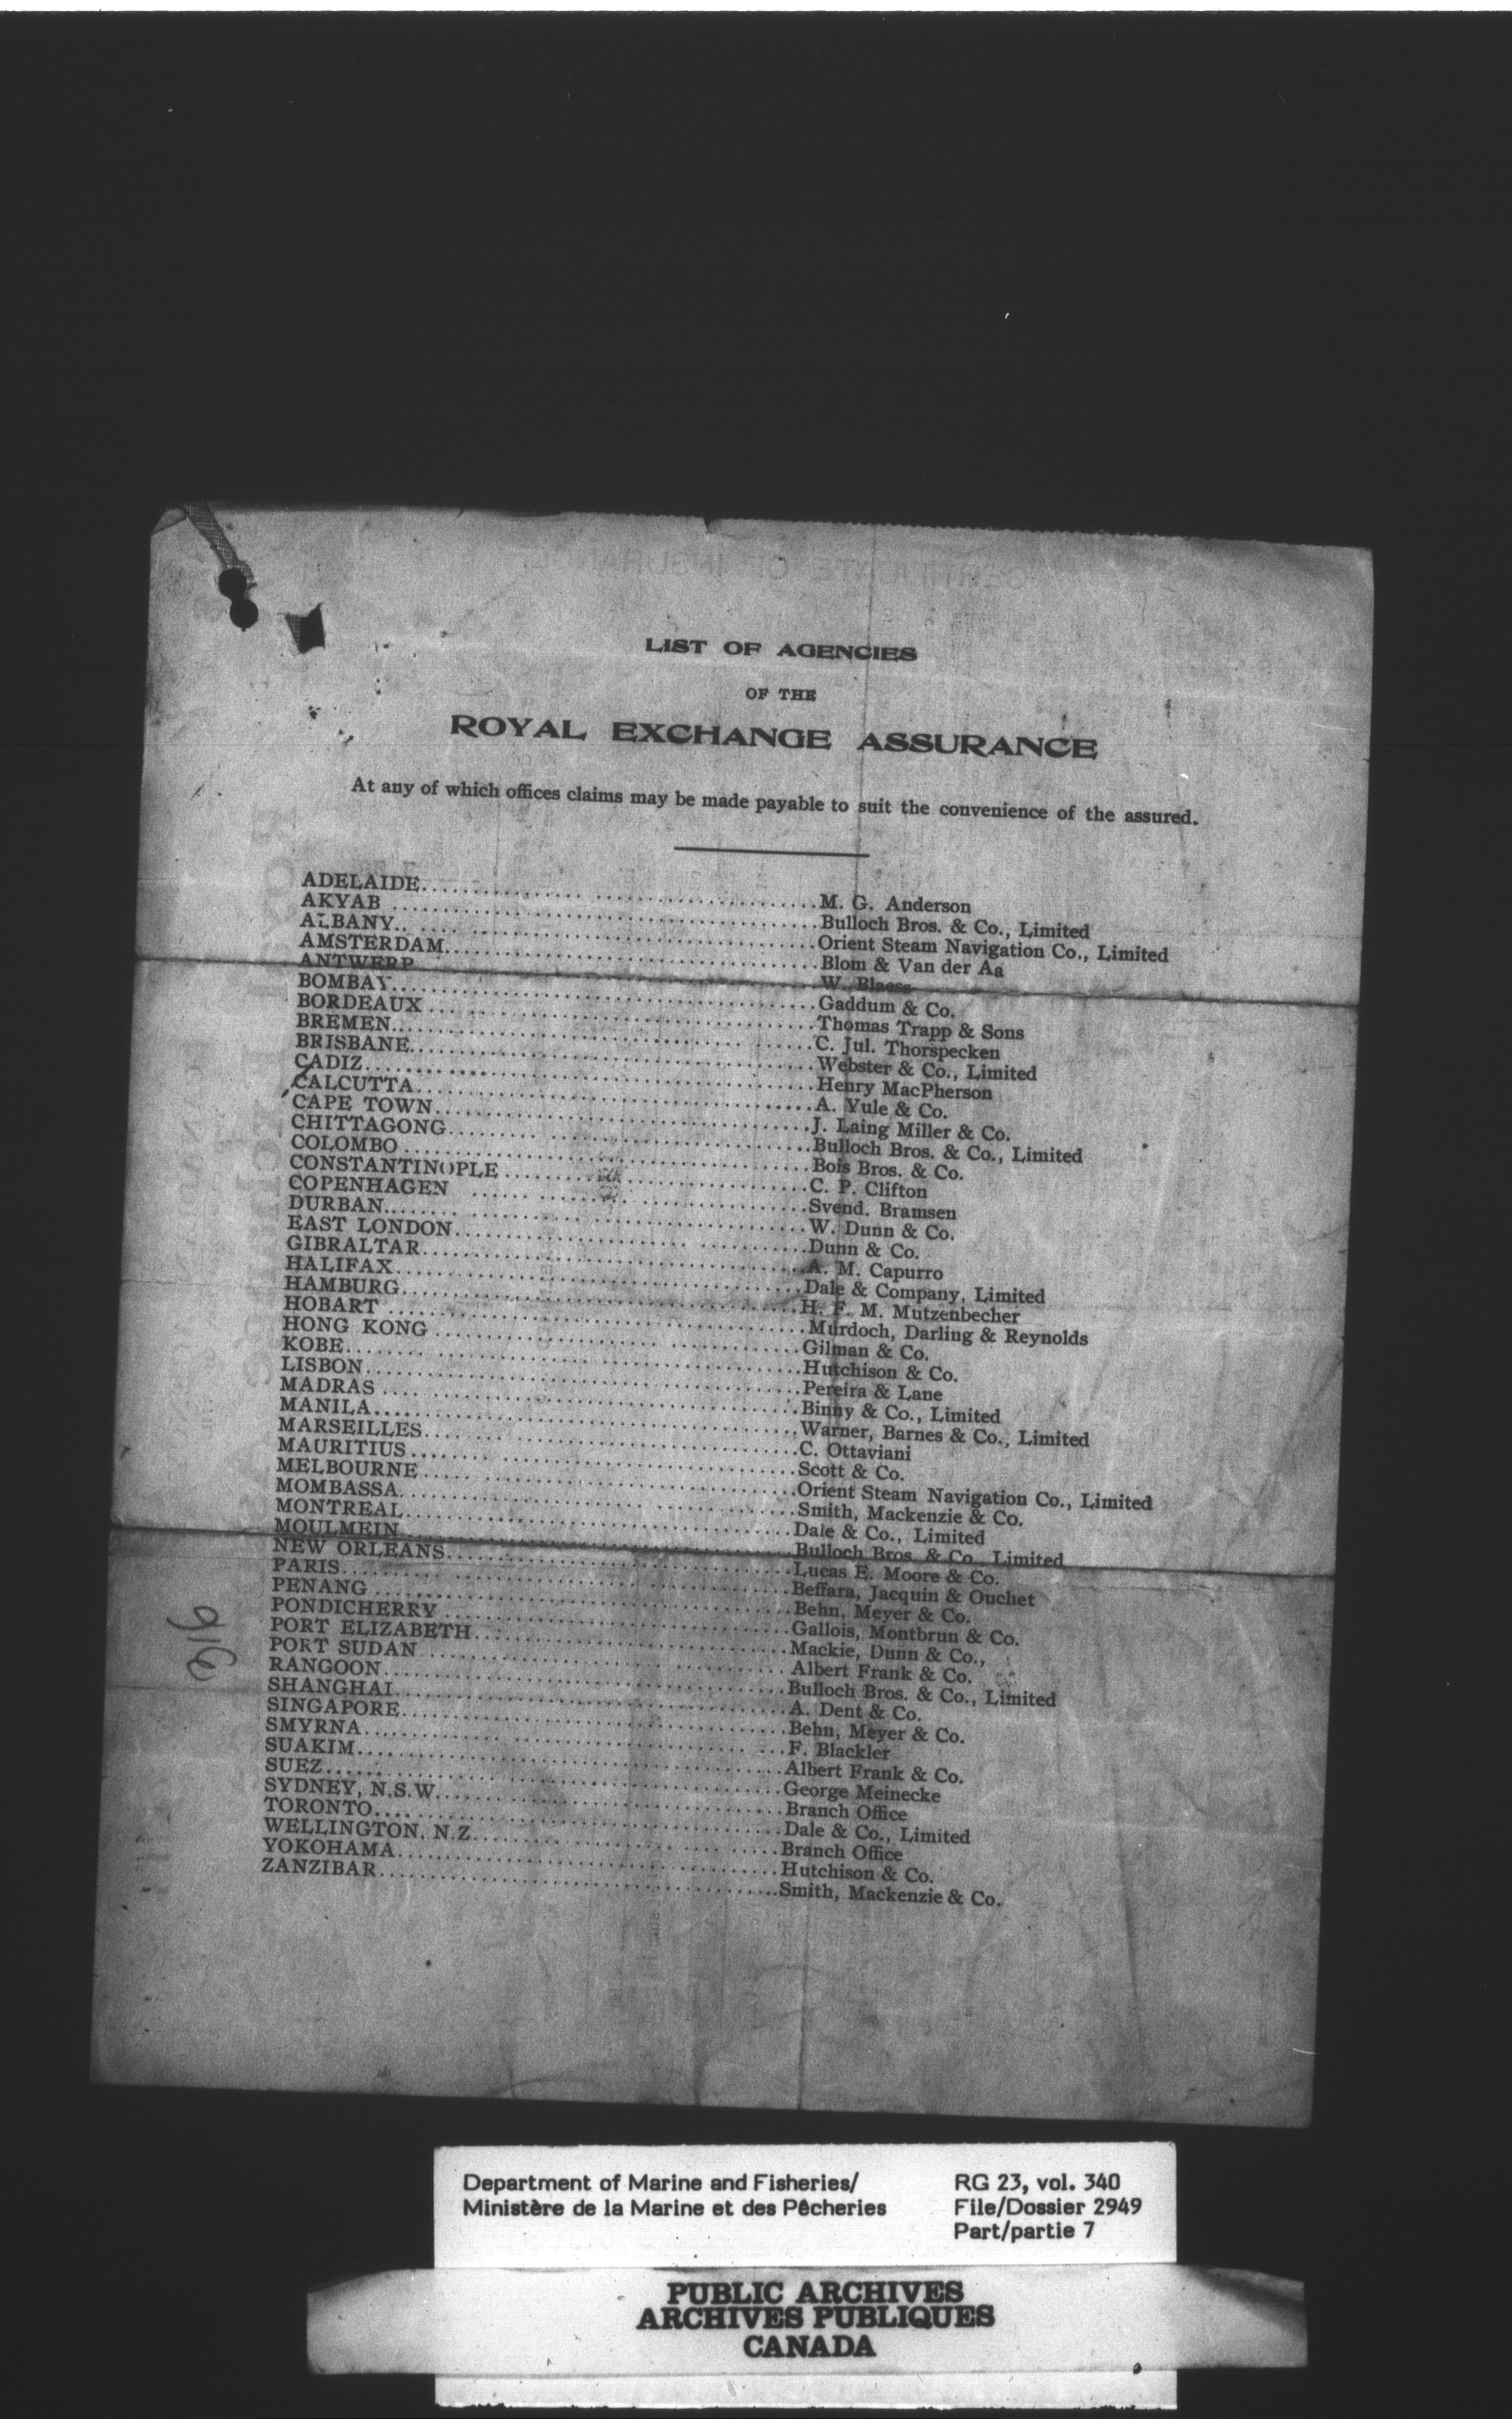 LIST OF AGENCIES
OF THE
ROYAL EXCHANGE ASSURANCE
At any of which offices claims may be made payable to suit the convenience of the assured.
ADELAIDE........................................M. G. Anderson
AKYAB ........................................Bulloch Bros. & Co., Limited
ALBANY........................................Orient Steam Navigation Co., Limited
AMSTERDAM........................................Blom & Van der Aa
ANTWERP........................................W. Blaess
BOMBAY........................................Gaddum & Co.
BORDEAUX........................................Thomas Trapp & Sons
BREMEN........................................C. Jul. Thorspecken
BRISBANE........................................Webster & Co., Limited
CADIZ........................................Henry MacPherson
CALCUTTA........................................A. Yule & Co.
CAPE TOWN........................................J. Laing Miller & Co.
CHITTAGONG........................................Bulloch Bros. & Co., Limited
COLOMBO........................................Bois Bros. & Co.
CONSTANTINOPLE........................................C. P. Clifton
COPENHAGEN ........................................Svend. Bramsen
DURBAN........................................W. Dunn & Co.
EAST LONDON........................................Dunn & Co.
GIBRALTAR........................................A. M. Capurro
HALIFAX........................................Dale & Company, Limited
HAMBURG........................................H. F. M. Mutzenbecher
HOBART ........................................Murdoch, Darling & Reynolds
HONG KONG ........................................Gilman & Co.
KOBE........................................Hutchison & Co.
LISBON........................................Pereira & Lane
MADRAS ........................................Binny & Co., Limited
MANILA........................................Warner, Barnes & Co., Limited
MARSEILLES........................................C. Ottaviani
MAURITIUS........................................Scott & Co.
MELBOURNE........................................Orient Steam Navigation Co., Limited
MOMBASSA........................................Smith, Mackenzie & Co.
MONTREAL........................................Dale & Co., Limited
MOULMEIN........................................Bulloch Bros. & Co., Limited
NEW ORLEANS........................................Lucas E. Moore & Co.
PARIS........................................Beffara, Jacquin & Ouchet
PENANG........................................Behn, Meyer & Co.
PONDICHERRY ........................................Gallois, Montbrun & Co.
PORT ELIZABETH........................................Mackie, Dunn & Co.,
PORT SUDAN ........................................Albert Frank & Co.
RANGOON........................................Bulloch Bros. & Co., Limited
SHANGHAI........................................A. Dent & Co.
SINGAPORE........................................Behn, Meyer & Co.
SMYRNA........................................F. Blackler
SUAKIM........................................Albert Frank & Co.
SUEZ........................................George Meinecke
SYDNEY, N.S.W........................................Branch Office
TORONTO........................................Dale & Co., Limited
WELLINGTON, N.Z........................................Branch Office
YOKOHAMA........................................Hutchison & Co.
ZANZIBAR........................................Smith, Mackenzie & Co.
916
Department of Marine and Fisheries/
Ministère de la Marine et des Pêcheries
RG 23, vol. 340
File/Dossier 2949
Part/partie 7
PUBLIC ARCHIVES
ARCHIVES PUBLIQUES
CANADA